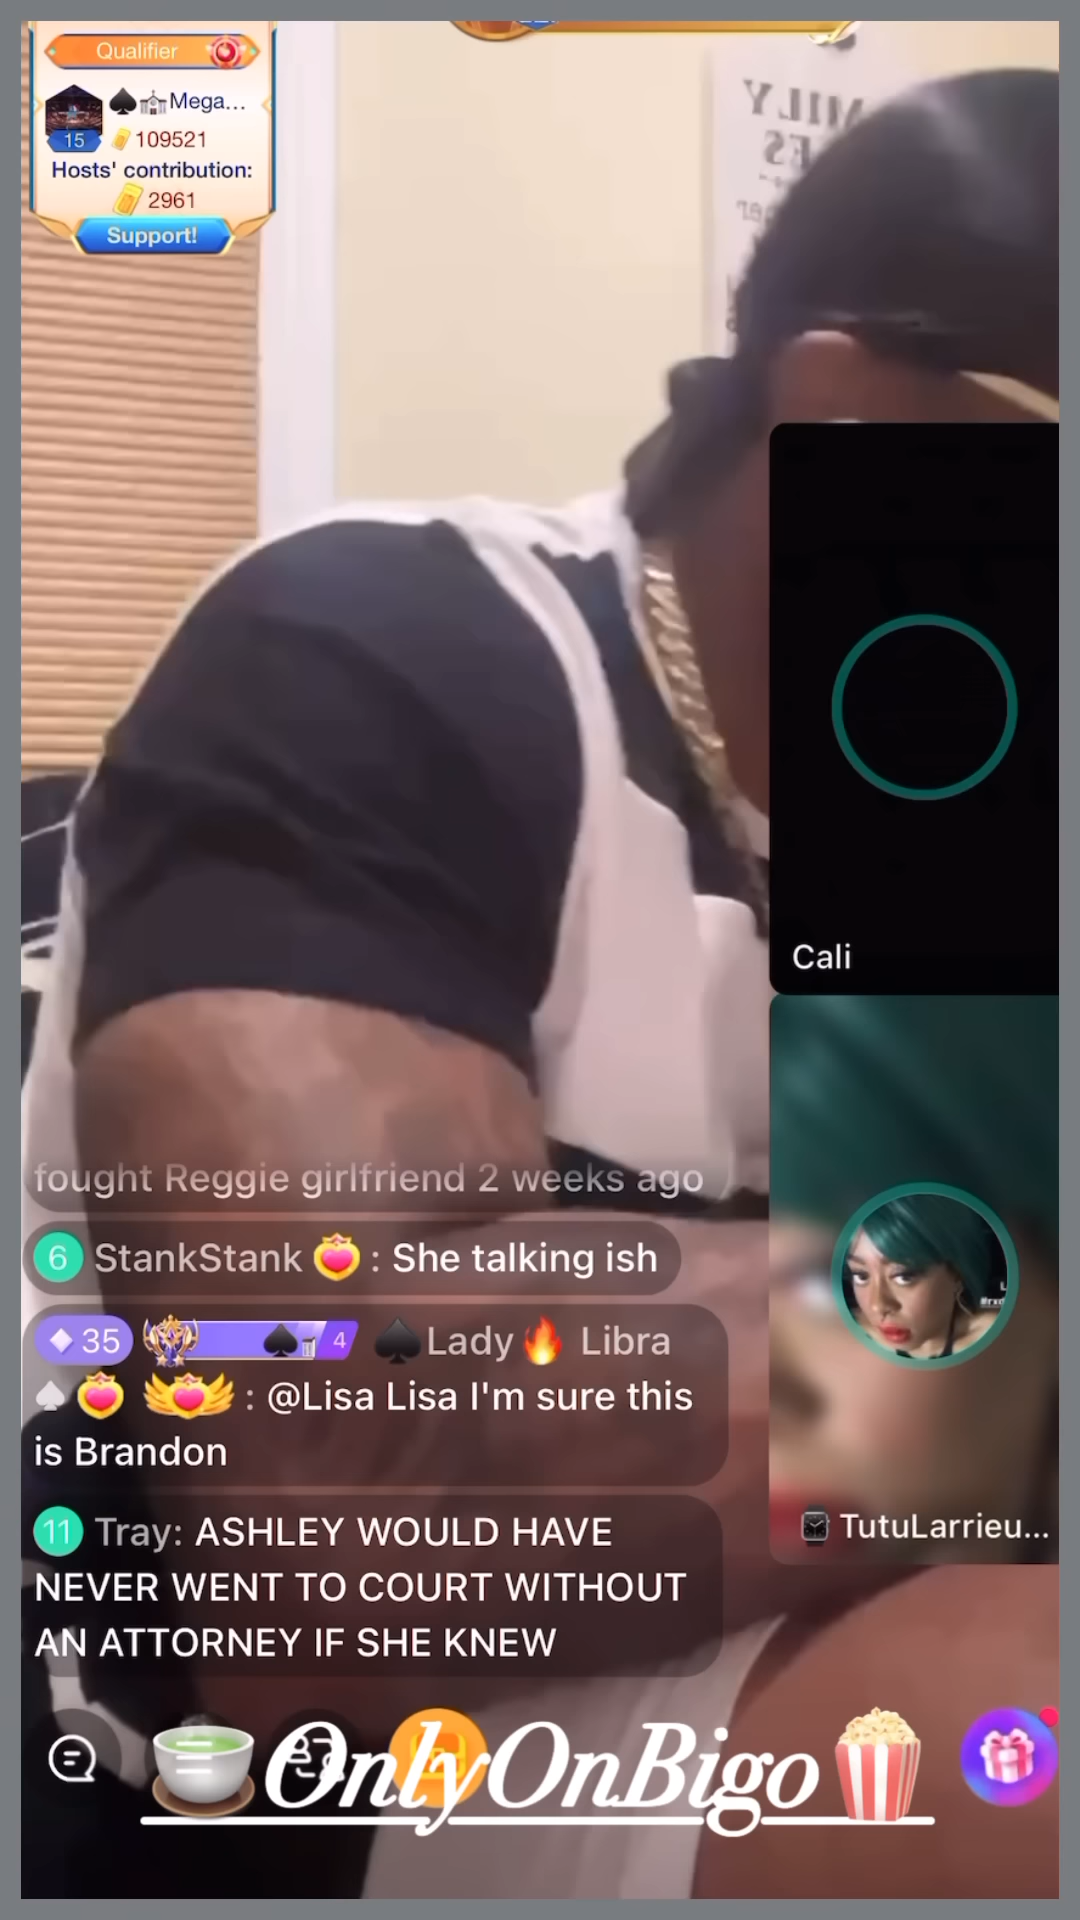 Qualifier
♠️⛪Mega...
15
109521
Hosts' contribution:
2961
Support!
MILY
ES
fought Reggie girlfriend 2 weeks ago
6 StankStank : She talking ish
35 4 ♠️Lady🔥 Libra
♠ : @Lisa Lisa I'm sure this
is Brandon
11 Tray: ASHLEY WOULD HAVE
NEVER WENT TO COURT WITHOUT
AN ATTORNEY IF SHE KNEW
Cali
⌚ TutuLarrieu...
🍵OnlyOnBigo🍿